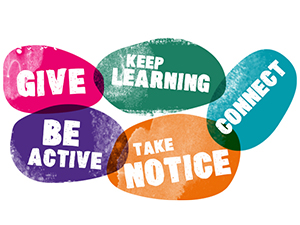 GIVE
KEEP
LEARNING
CONNECT
BE
ACTIVE
TAKE
NOTICE